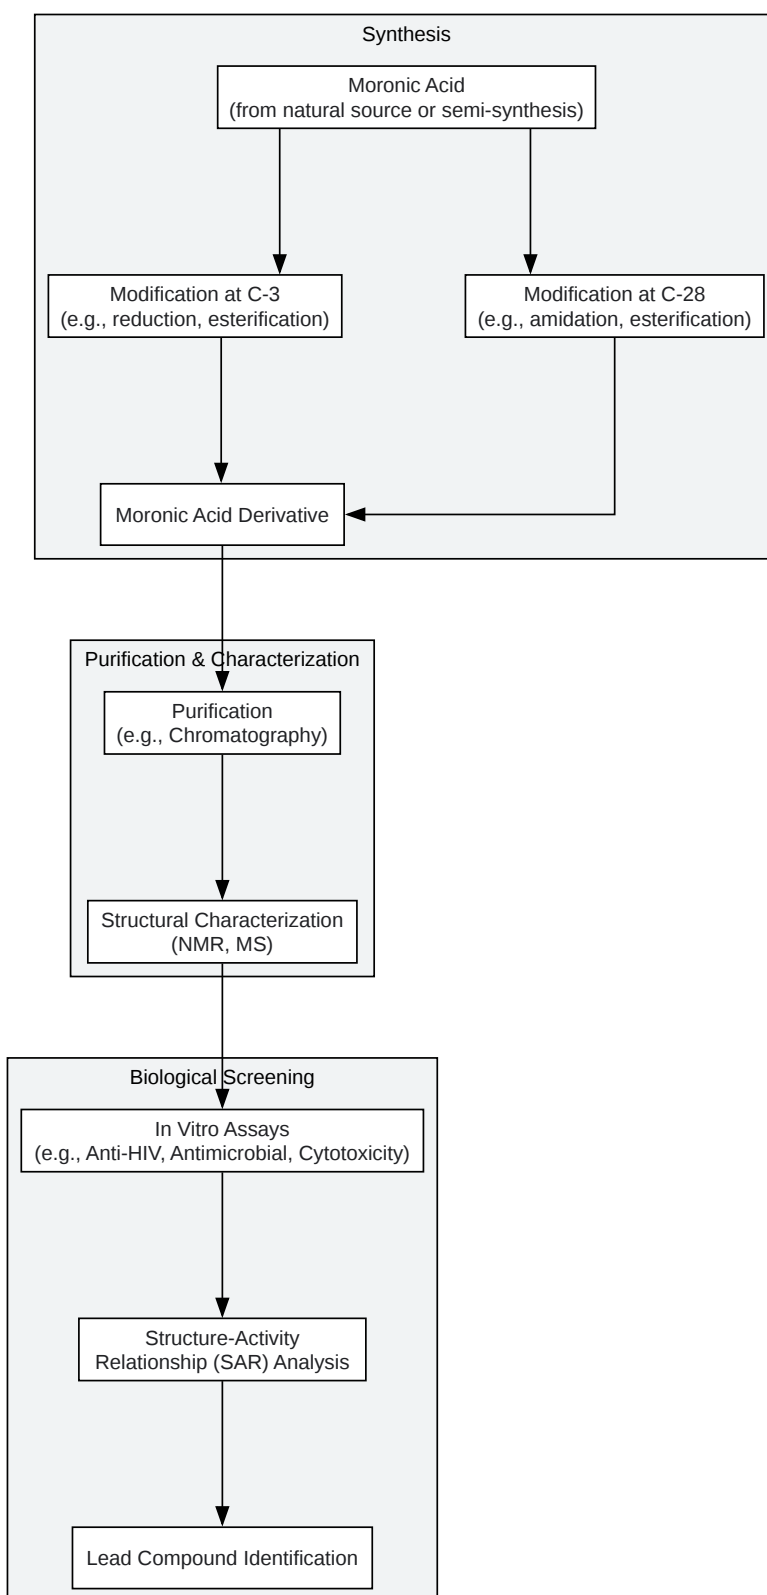 Synthesis
Moronic Acid
(from natural source or semi-synthesis)
Modification at C-3
(e.g., reduction, esterification)
Modification at C-28
(e.g., amidation, esterification)
Moronic Acid Derivative
Purification & Characterization
Purification
(e.g., Chromatography)
Structural Characterization
(NMR, MS)
Biological Screening
In Vitro Assays
(e.g., Anti-HIV, Antimicrobial, Cytotoxicity)
Structure-Activity
Relationship (SAR) Analysis
Lead Compound Identification